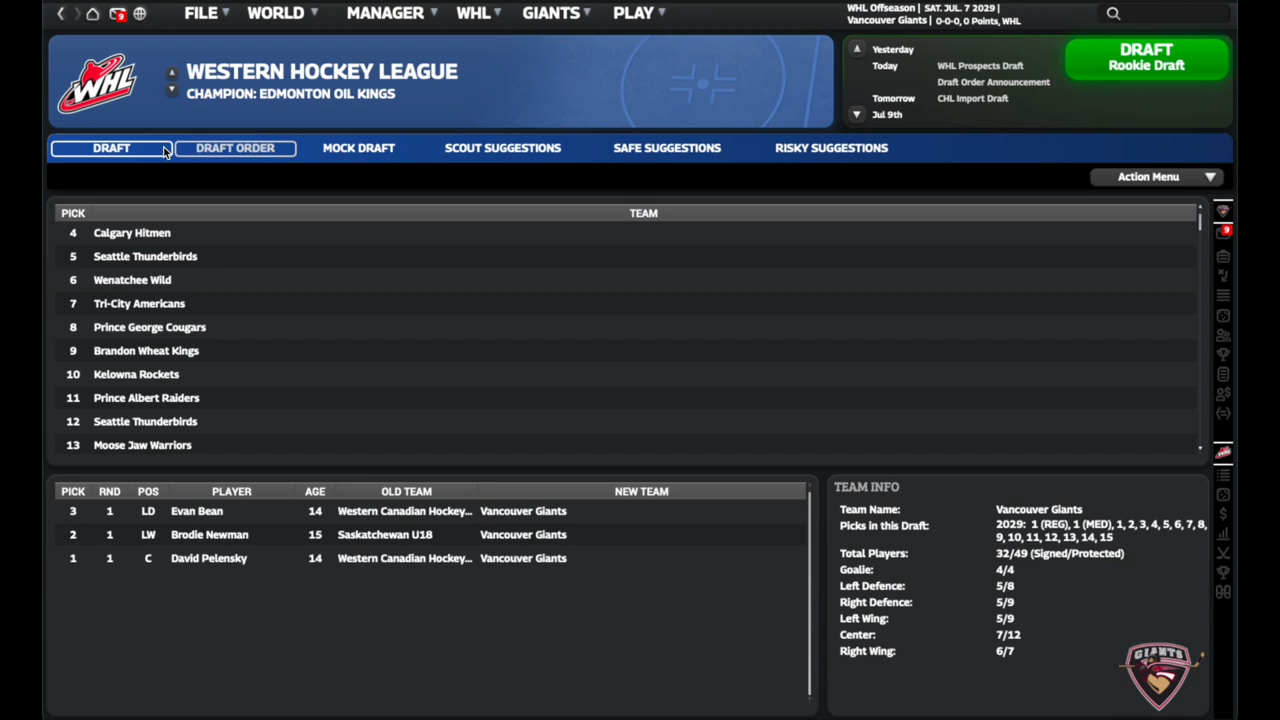 FILE WORLD MANAGER WHL GIANTS PLAY
9
WHL Offseason | SAT. JUL. 7 2029 |
Vancouver Giants | 0-0-0, 0 Points, WHL
WHL
WESTERN HOCKEY LEAGUE
CHAMPION: EDMONTON OIL KINGS
Yesterday
Today WHL Prospects Draft
Draft Order Announcement
Tomorrow CHL Import Draft
Jul 9th
DRAFT
Rookie Draft
DRAFT DRAFT ORDER MOCK DRAFT SCOUT SUGGESTIONS SAFE SUGGESTIONS RISKY SUGGESTIONS
Action Menu
PICK TEAM
4 Calgary Hitmen
5 Seattle Thunderbirds
6 Wenatchee Wild
7 Tri-City Americans
8 Prince George Cougars
9 Brandon Wheat Kings
10 Kelowna Rockets
11 Prince Albert Raiders
12 Seattle Thunderbirds
13 Moose Jaw Warriors
9
PICK RND POS PLAYER AGE OLD TEAM NEW TEAM
3 1 LD Evan Bean 14 Western Canadian Hockey... Vancouver Giants
2 1 LW Brodie Newman 15 Saskatchewan U18 Vancouver Giants
1 1 C David Pelensky 14 Western Canadian Hockey... Vancouver Giants
TEAM INFO
Team Name: Vancouver Giants
Picks in this Draft: 2029: 1 (REG), 1 (MED), 1, 2, 3, 4, 5, 6, 7, 8,
9, 10, 11, 12, 13, 14, 15
Total Players: 32/49 (Signed/Protected)
Goalie: 4/4
Left Defence: 5/8
Right Defence: 5/9
Left Wing: 5/9
Center: 7/12
Right Wing: 6/7
GIANTS